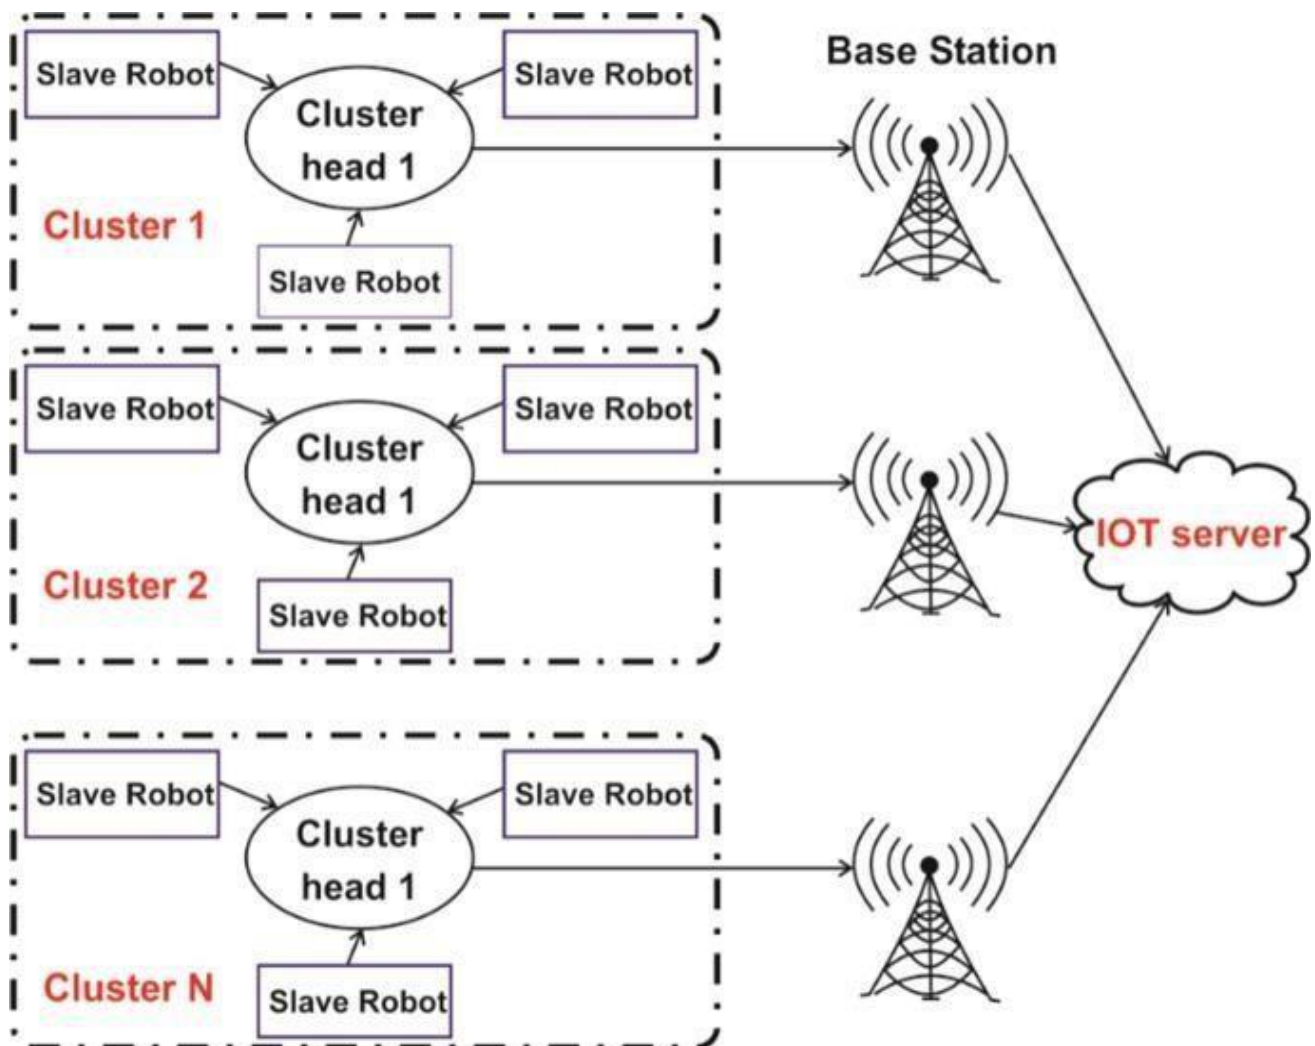 Base Station
Slave Robot
Slave Robot
Cluster
head 1
Cluster 1
Slave Robot
Slave Robot
Slave Robot
Cluster
head 1
IOT server
Cluster 2
Slave Robot
Slave Robot
Slave Robot
Cluster
head 1
Cluster N
Slave Robot